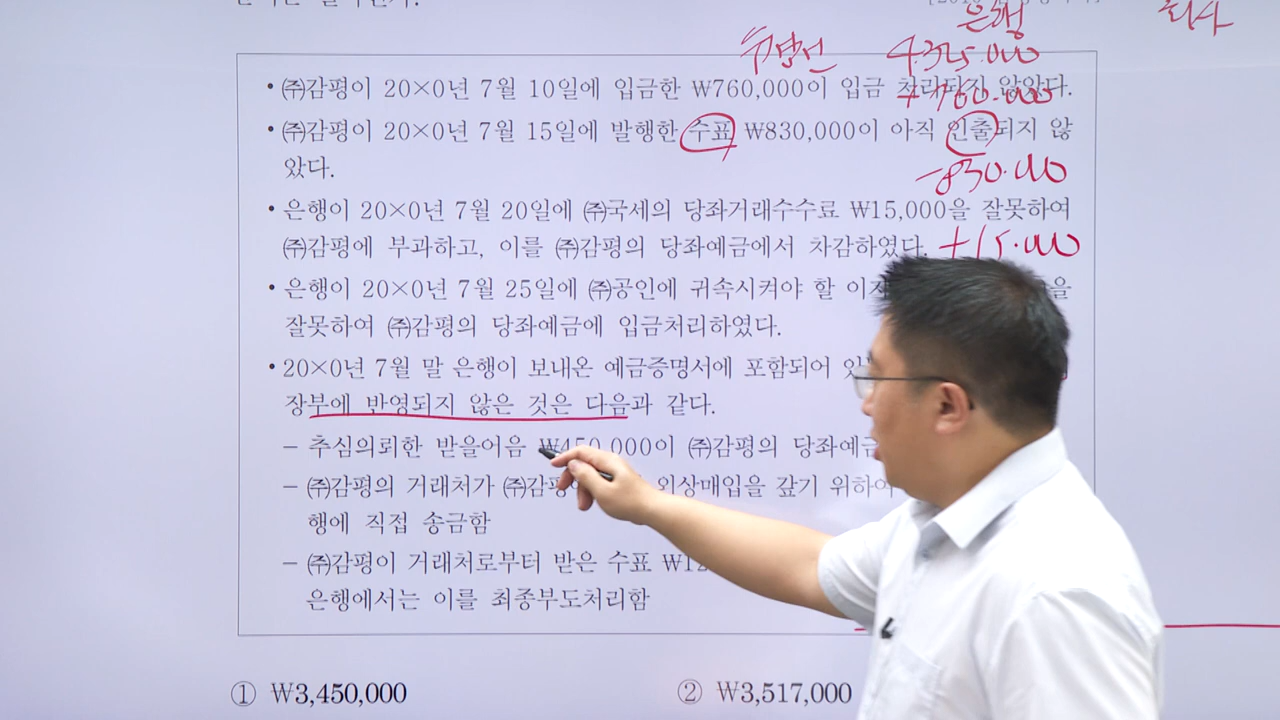 은행
수정전 4,325.000
• ㈜감평이 20×0년 7월 10일에 입금한 ₩760,000이 입금 처리되지 않았다.
+ 760.000
• ㈜감평이 20×0년 7월 15일에 발행한 수표 ₩830,000이 아직 인출되지 않
았다.
-830.000
• 은행이 20×0년 7월 20일에 ㈜국세의 당좌거래수수료 ₩15,000을 잘못하여
㈜감평에 부과하고, 이를 ㈜감평의 당좌예금에서 차감하였다. +15.000
• 은행이 20×0년 7월 25일에 ㈜공인에 귀속시켜야 할 을
잘못하여 ㈜감평의 당좌예금에 입금처리하였다.
• 20×0년 7월 말 은행이 보내온 예금증명서에 포함되어
장부에 반영되지 않은 것은 다음과 같다.
– 추심의뢰한 받을어음 ₩450,000이 ㈜감평의 당좌예금
– ㈜감평의 거래처가 외상매입을 갚기 위하여
행에 직접 송금함
– ㈜감평이 거래처로부터 받은 수표
은행에서는 이를 최종부도처리함
① ₩3,450,000 ② ₩3,517,000